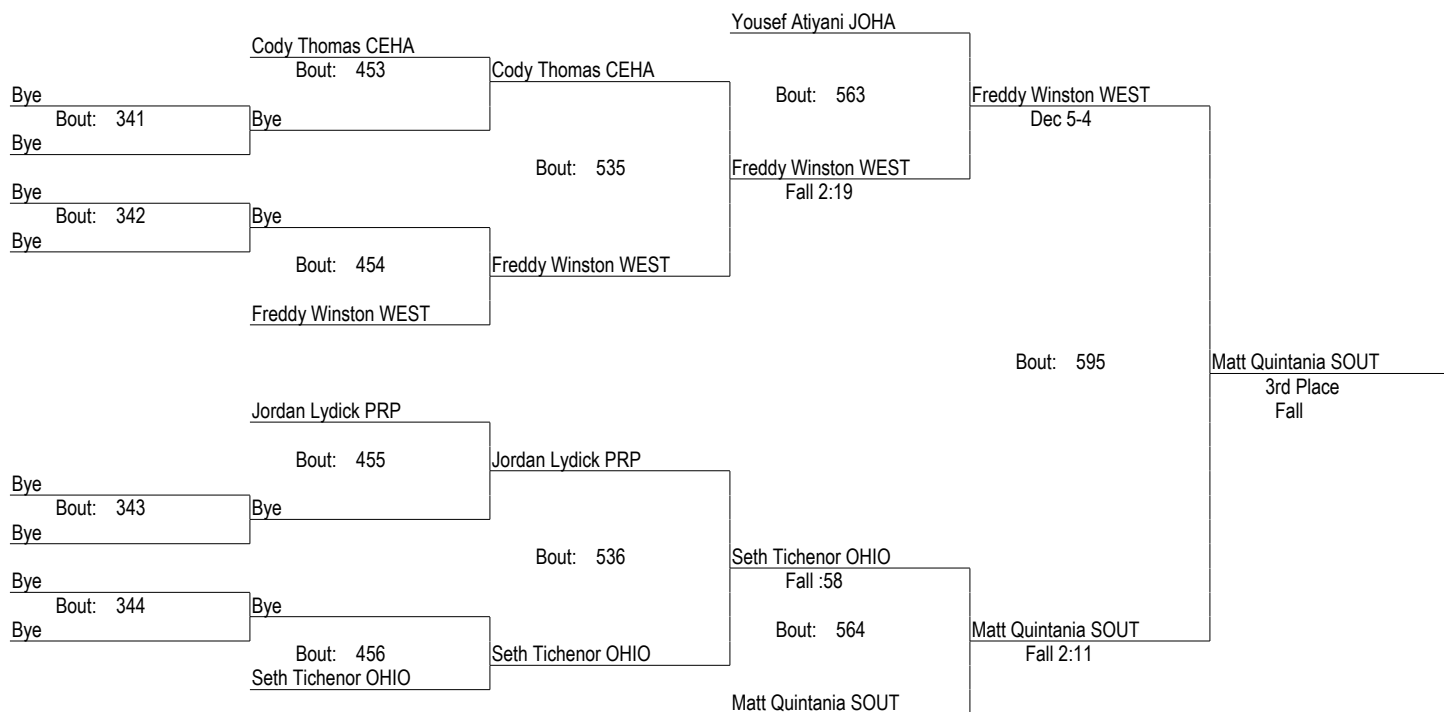 Yousef Atiyani JOHA
Cody Thomas CEHA
Bout: 453
Cody Thomas CEHA
Bye
Bout: 563
Freddy Winston WEST
Bout: 341
Bye
Dec 5-4
Bye
Bout: 535
Freddy Winston WEST
Bye
Fall 2:19
Bout: 342
Bye
Bye
Bout: 454
Freddy Winston WEST
Freddy Winston WEST
Bout: 595
Matt Quintania SOUT
3rd Place
Fall
Jordan Lydick PRP
Bout: 455
Jordan Lydick PRP
Bye
Bout: 343
Bye
Bye
Bout: 536
Seth Tichenor OHIO
Bye
Fall :58
Bout: 344
Bye
Bye
Bout: 564
Matt Quintania SOUT
Bout: 456
Seth Tichenor OHIO
Fall 2:11
Seth Tichenor OHIO
Matt Quintania SOUT